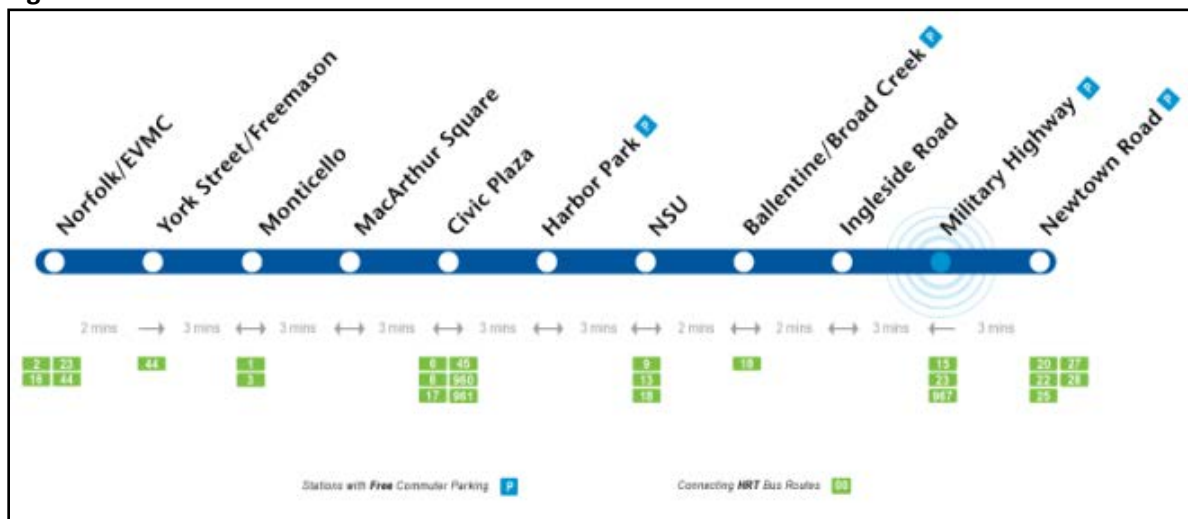 Norfolk/EVMC
York Street/Freemason
Monticello
MacArthur Square
Civic Plaza
Harbor Park P
NSU
Ballentine/Broad Creek P
Ingleside Road
Military Highway P
Newtown Road P
2 mins 3 mins 3 mins 3 mins 3 mins 3 mins 2 mins 2 mins 3 mins 3 mins
2 23 44 1 6 45 9 18 15 20 27
16 44 3 960 13 23 22
17 961 18 967 25
Stations with Free Commuter Parking P
Connecting HRT Bus Routes 00